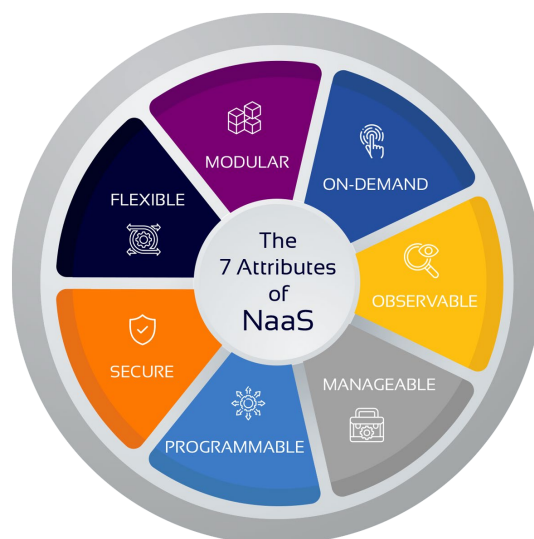 The
7 Attributes
of
NaaS
MODULAR
ON-DEMAND
OBSERVABLE
MANAGEABLE
PROGRAMMABLE
SECURE
FLEXIBLE